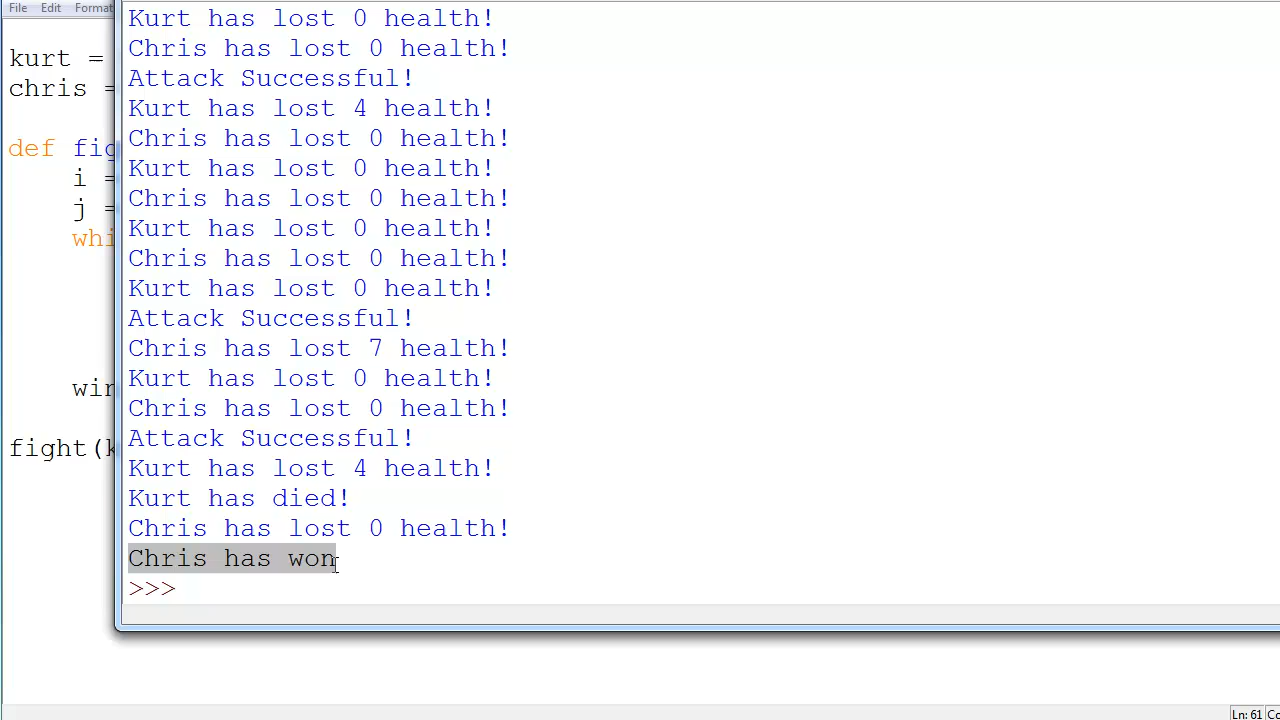 File Edit Format
kurt =
chris =
def fig
i =
j =
whi
win
fight(k
Kurt has lost 0 health!
Chris has lost 0 health!
Attack Successful!
Kurt has lost 4 health!
Chris has lost 0 health!
Kurt has lost 0 health!
Chris has lost 0 health!
Kurt has lost 0 health!
Chris has lost 0 health!
Kurt has lost 0 health!
Attack Successful!
Chris has lost 7 health!
Kurt has lost 0 health!
Chris has lost 0 health!
Attack Successful!
Kurt has lost 4 health!
Kurt has died!
Chris has lost 0 health!
Chris has won
>>>
Ln: 61 Co